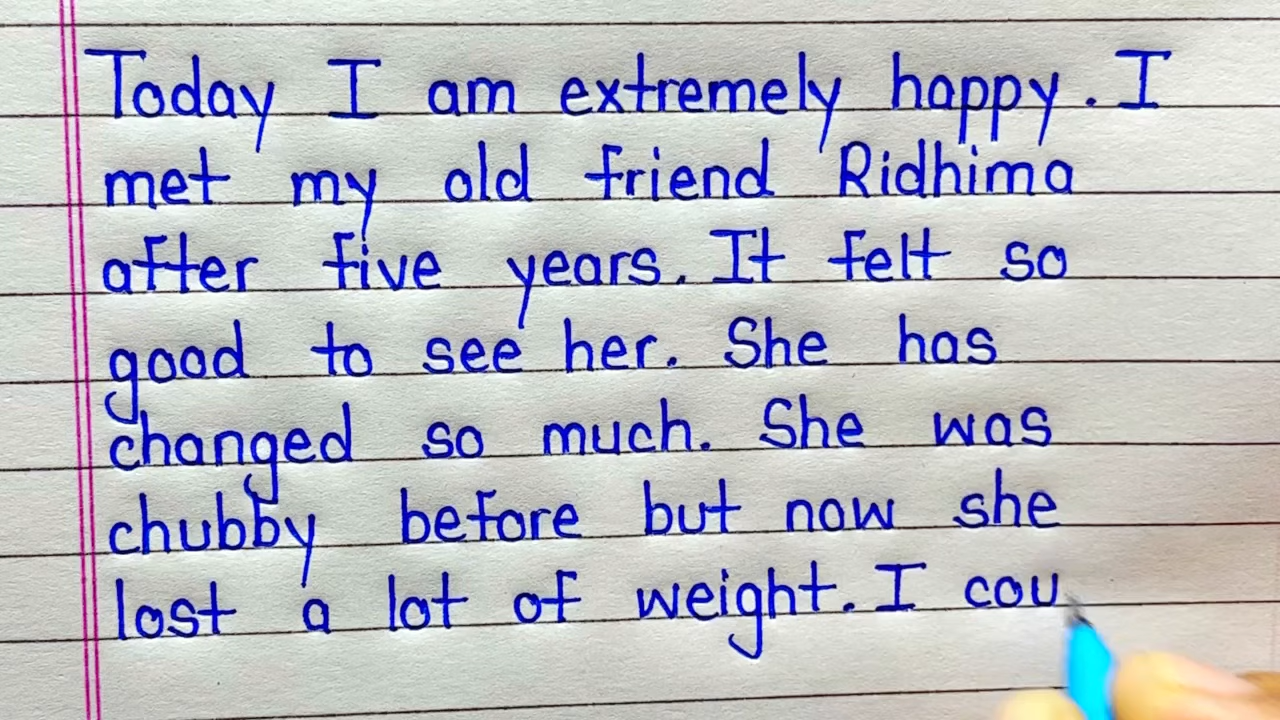 Today I am extremely happy. I
met my old friend Ridhima
after five years. It felt so
good to see her. She has
changed so much. She was
chubby before but now she
lost a lot of weight. I cou